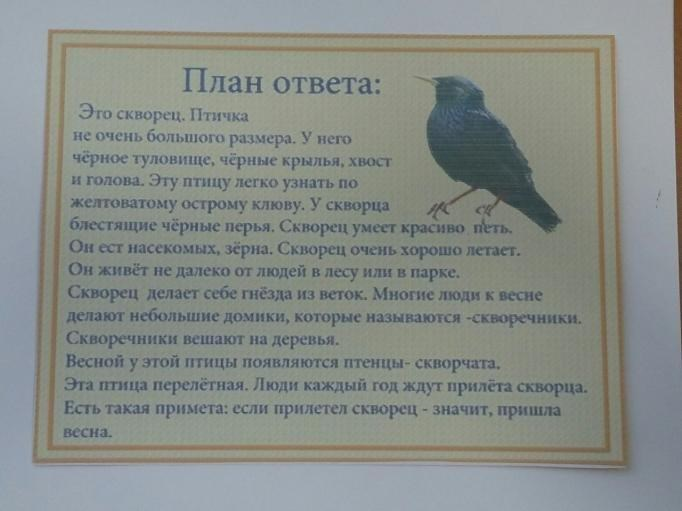 План ответа:
Это скворец. Птичка
не очень большого размера. У него
чёрное туловище, чёрные крылья, хвост
и голова. Эту птицу легко узнать по
желтоватому острому клюву. У скворца
блестящие чёрные перья. Скворец умеет красиво петь.
Он ест насекомых, зёрна. Скворец очень хорошо летает.
Он живёт не далеко от людей в лесу или в парке.
Скворец делает себе гнёзда из веток. Многие люди к весне
делают небольшие домики, которые называются -скворечники.
Скворечники вешают на деревья.
Весной у этой птицы появляются птенцы- скворчата.
Эта птица перелётная. Люди каждый год ждут прилёта скворца.
Есть такая примета: если прилетел скворец - значит, пришла
весна.